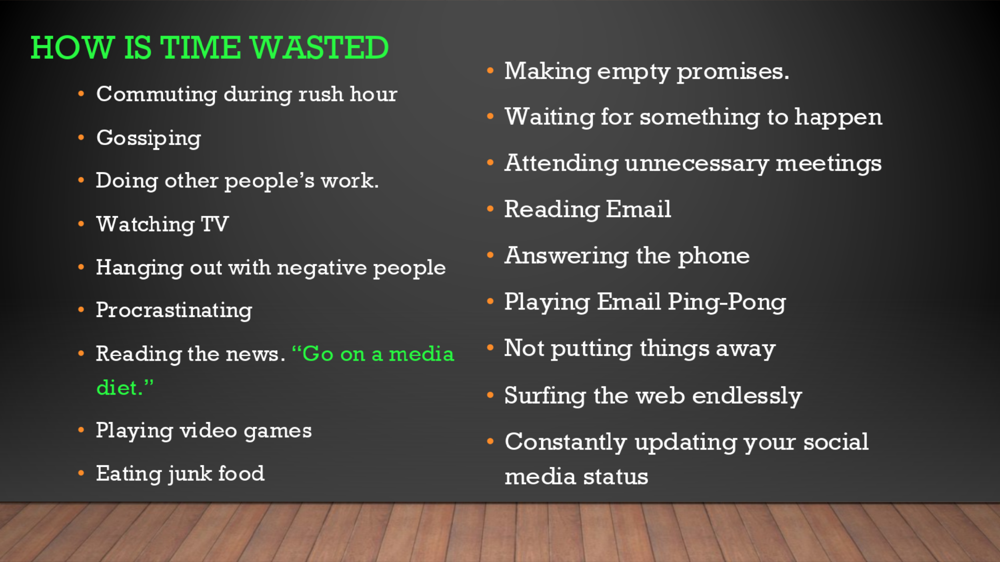 HOW IS TIME WASTED
• Commuting during rush hour
• Gossiping
• Doing other people’s work.
• Watching TV
• Hanging out with negative people
• Procrastinating
• Reading the news. “Go on a media
diet.”
• Playing video games
• Eating junk food
• Making empty promises.
• Waiting for something to happen
• Attending unnecessary meetings
• Reading Email
• Answering the phone
• Playing Email Ping-Pong
• Not putting things away
• Surfing the web endlessly
• Constantly updating your social
media status